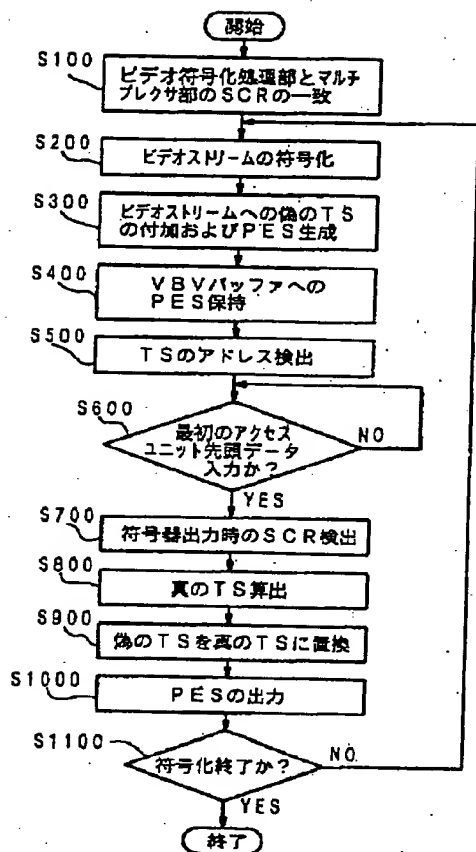 開始
S100
ビデオ符号化処理部とマルチ
プレクサ部のSCRの一致
S200
ビデオストリームの符号化
S300
ビデオストリームへの偽のTS
の付加およびPES生成
S400
VBVバッファへの
PES保持
S500
TSのアドレス検出
S600
最初のアクセス
ユニット先頭データ
入力か?
NO
YES
S700
符号器出力時のSCR検出
S800
真のTS算出
S900
偽のTSを真のTSに置換
S1000
PESの出力
S1100
符号化終了か?
NO
YES
終了